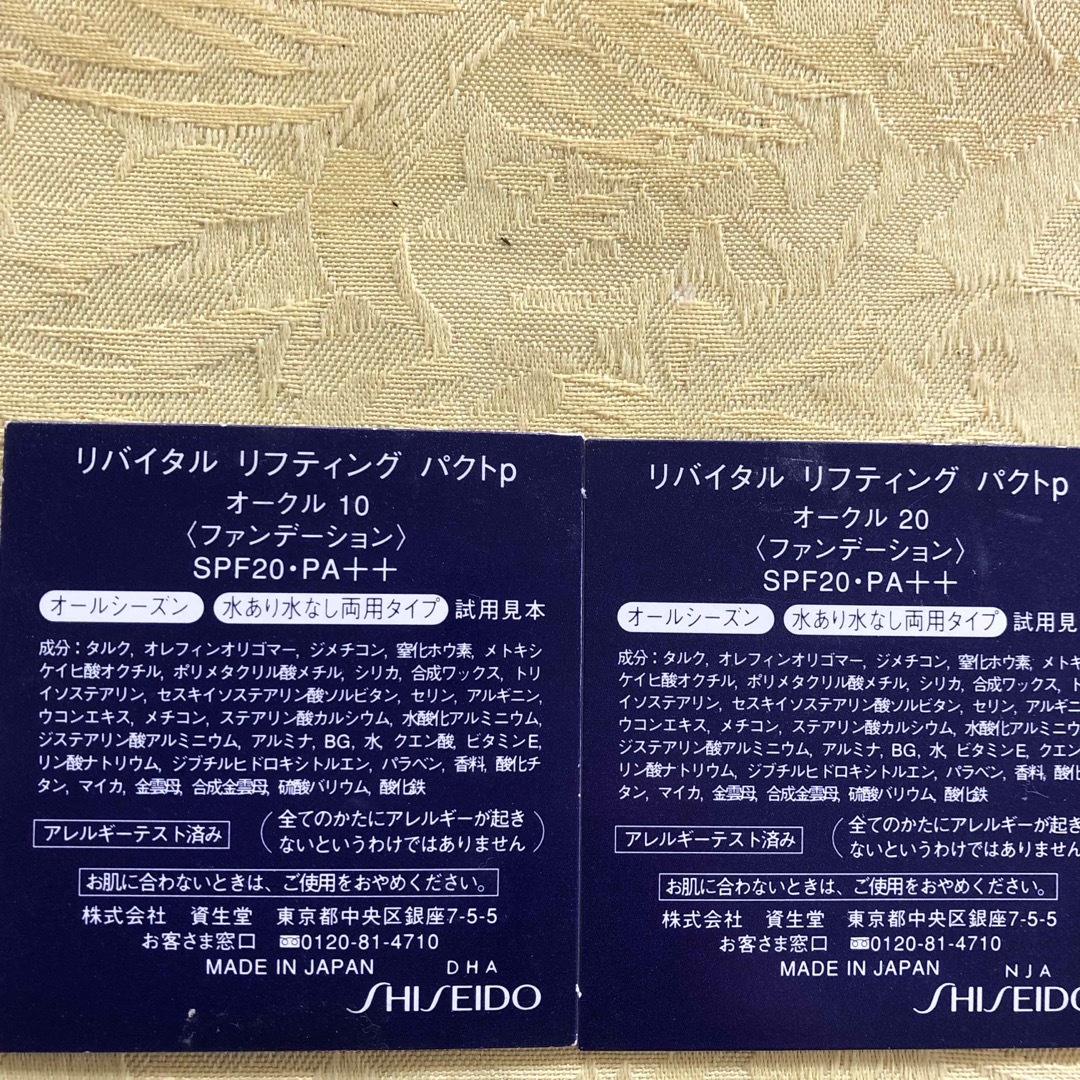 リバイタル リフティング パクトp
オークル 10
〈ファンデーション〉
SPF20・PA++
オールシーズン 水あり水なし両用タイプ 試用見本
成分：タルク, オレフィンオリゴマー, ジメチコン, 窒化ホウ素, メトキシ
ケイヒ酸オクチル, ポリメタクリル酸メチル, シリカ, 合成ワックス, トリ
イソステアリン, セスキイソステアリン酸ソルビタン, セリン, アルギニン,
ウコンエキス, メチコン, ステアリン酸カルシウム, 水酸化アルミニウム,
ジステアリン酸アルミニウム, アルミナ, BG, 水, クエン酸, ビタミンE,
リン酸ナトリウム, ジブチルヒドロキシトルエン, パラベン, 香料, 酸化チ
タン, マイカ, 金雲母, 合成金雲母, 硫酸バリウム, 酸化鉄
アレルギーテスト済み (全てのかたにアレルギーが起き
ないというわけではありません)
お肌に合わないときは、ご使用をおやめください。
株式会社 資生堂 東京都中央区銀座7-5-5
お客さま窓口 0120-81-4710
MADE IN JAPAN DHA
SHISEIDO
リバイタル リフティング パクトp
オークル 20
〈ファンデーション〉
SPF20・PA++
オールシーズン 水あり水なし両用タイプ 試用見
成分：タルク, オレフィンオリゴマー, ジメチコン, 窒化ホウ素, メトキ
ケイヒ酸オクチル, ポリメタクリル酸メチル, シリカ, 合成ワックス, ト
イソステアリン, セスキイソステアリン酸ソルビタン, セリン, アルギニ
ウコンエキス, メチコン, ステアリン酸カルシウム, 水酸化アルミニ
ジステアリン酸アルミニウム, アルミナ, BG, 水, ビタミンE, クエン
リン酸ナトリウム, ジブチルヒドロキシトルエン, パラベン, 香料, 酸化
タン, マイカ, 金雲母, 合成金雲母, 硫酸バリウム, 酸化鉄
アレルギーテスト済み (全てのかたにアレルギーが起
ないというわけではありません
お肌に合わないときは、ご使用をおやめください。
株式会社 資生堂 東京都中央区銀座7-5-5
お客さま窓口 0120-81-4710
MADE IN JAPAN NJA
SHISEIDO